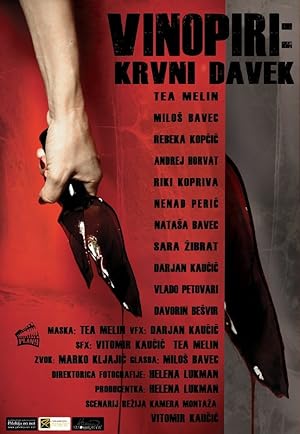 VINOPIRI:
KRVNI DAVEK
TEA MELIN
MILOŠ BAVEC
REBEKA KOPČIČ
ANDREJ HORVAT
RIKI KOPRIVA
NENAD PERIČ
NATAŠA BAVEC
SARA ŽIBRAT
DARJAN KAUČIČ
VLADO PETOVARI
DAVORIN BEŠVIR
MASKA: TEA MELIN VFX: DARJAN KAUČIČ
SFX: VITOMIR KAUČIČ TEA MELIN
ZVOK: MARKO KLJAJIC GLASBA: MILOŠ BAVEC
DIREKTORICA FOTOGRAFIJE: HELENA LUKMAN
PRODUCENTKA: HELENA LUKMAN
SCENARIJ REŽIJA KAMERA MONTAŽA:
VITOMIR KAUČIČ